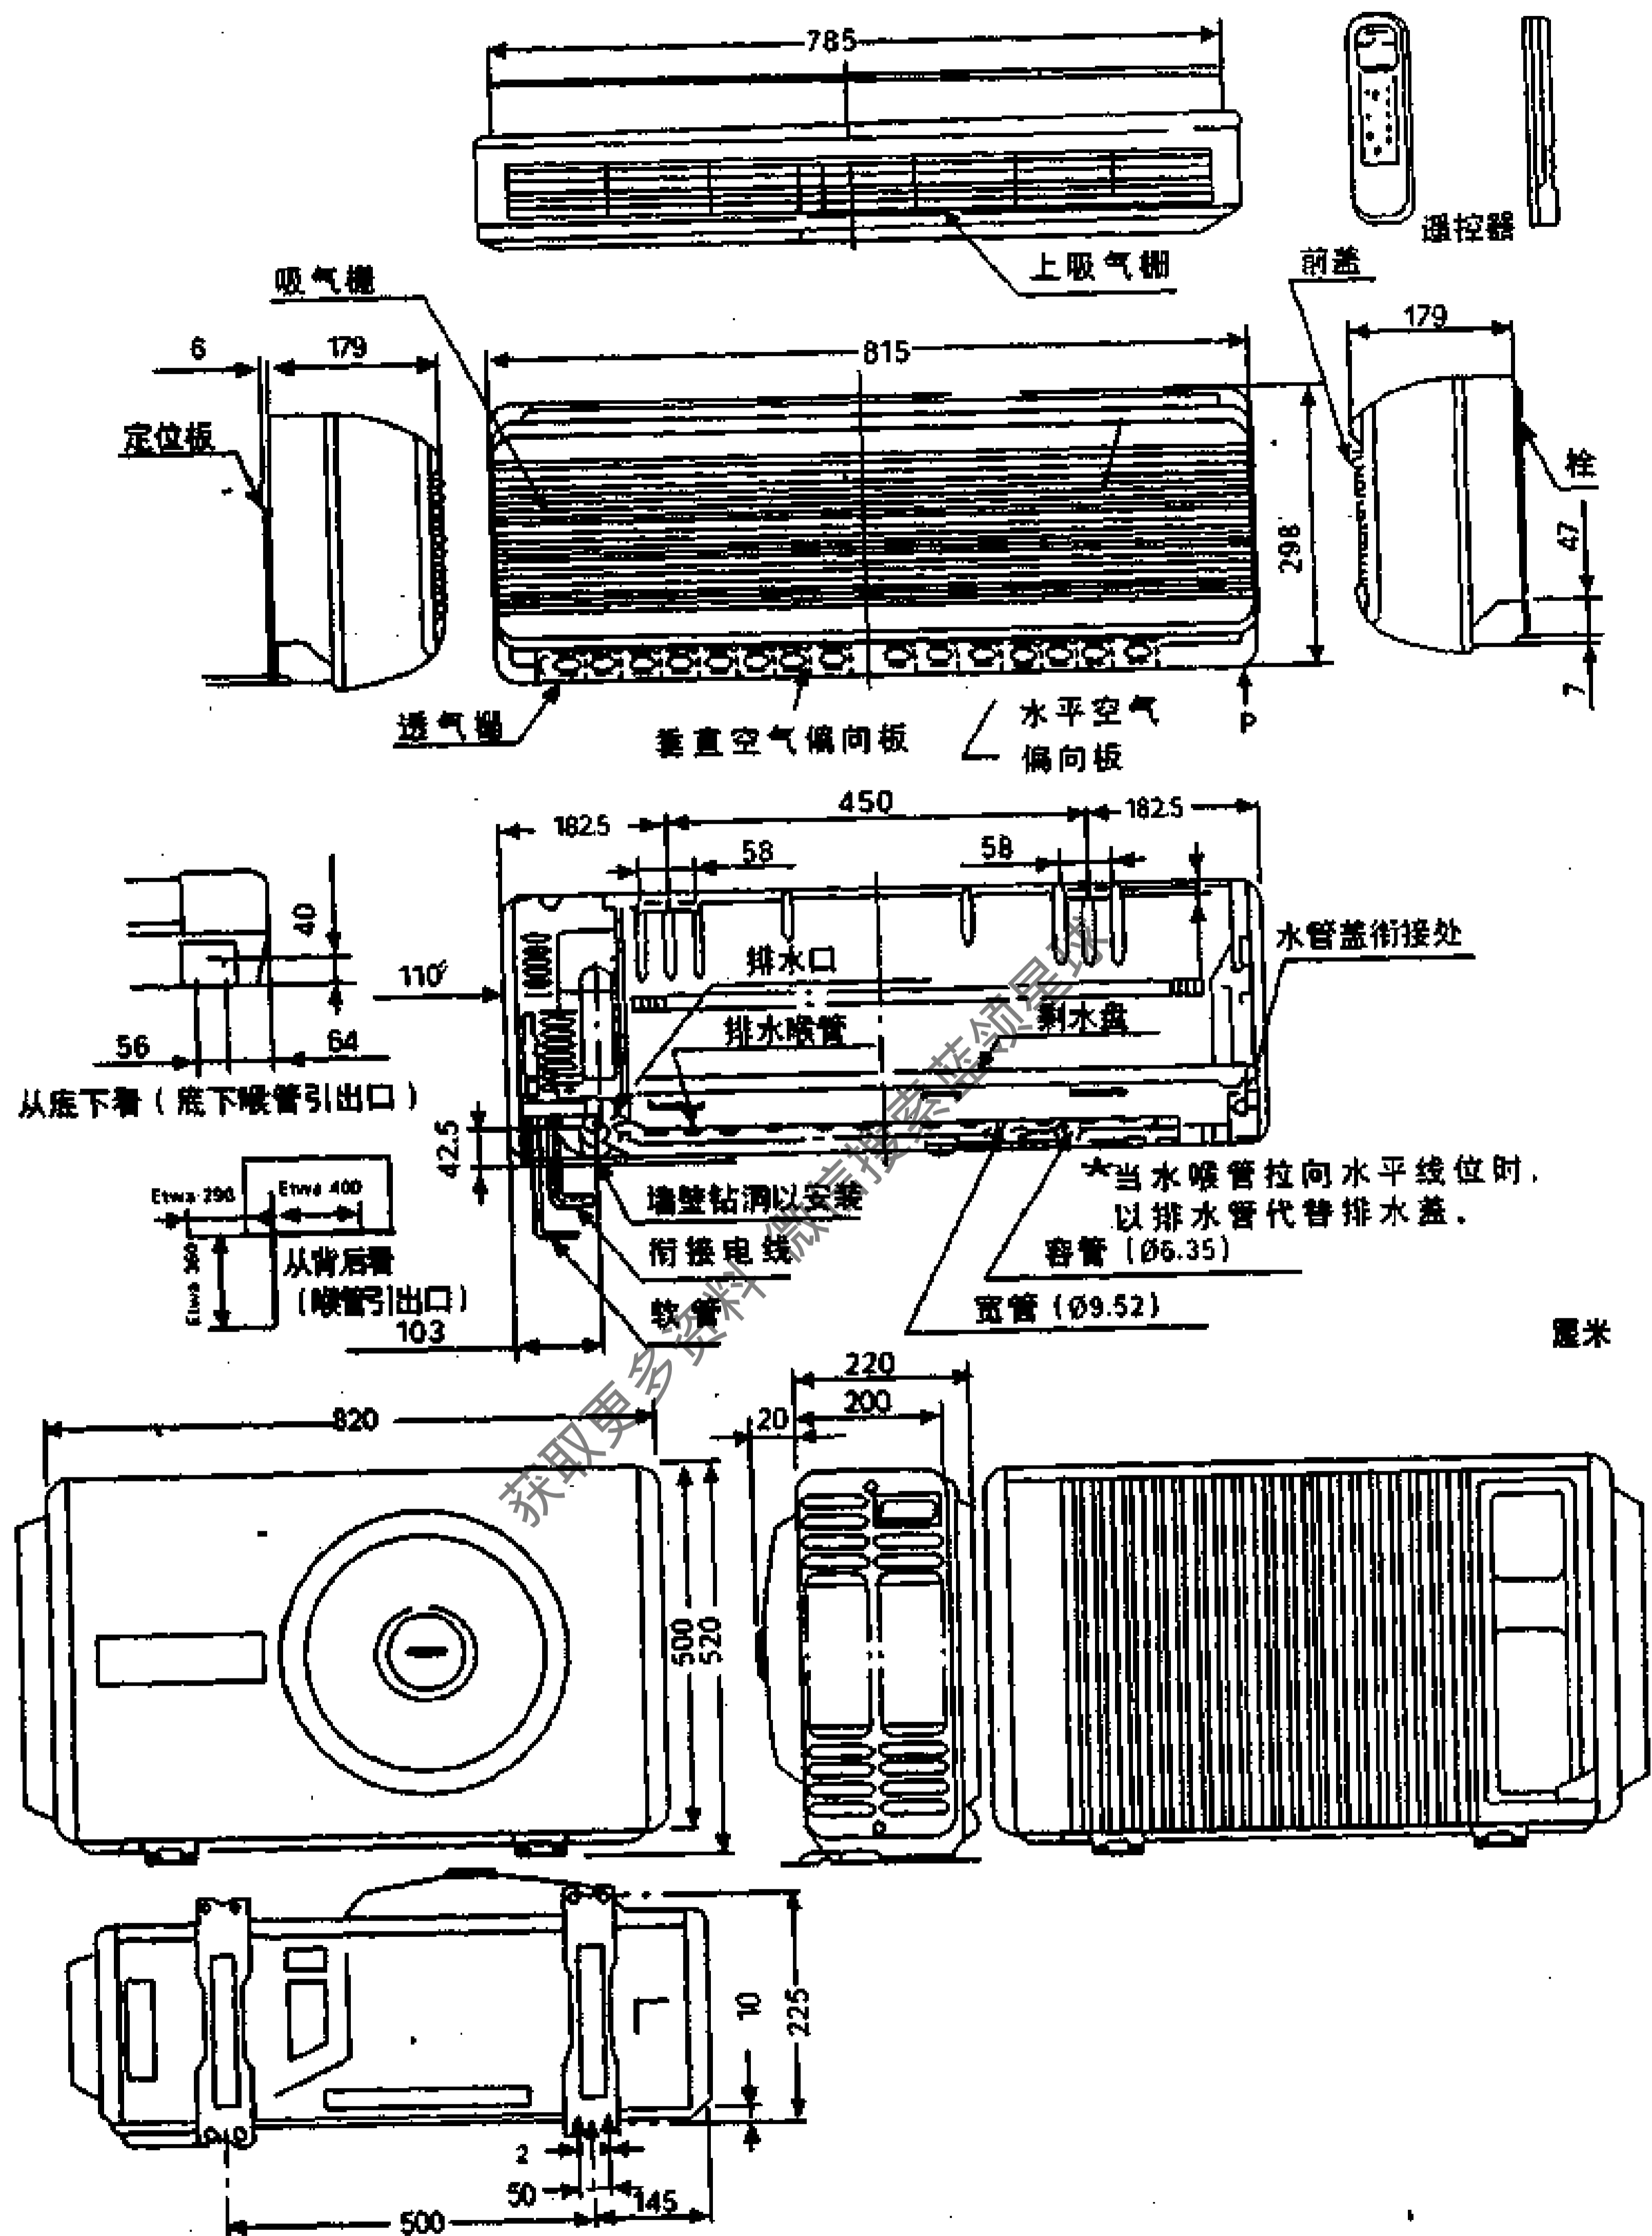 785
遥控器
上吸气栅
吸气栅
前盖
6
179
815
179
定位板
栓
298
47
7
透气栅
垂直空气偏向板
水平空气
偏向板
P
182.5
450
182.5
58
58
40
110
排水口
水管盖衔接处
56
64
排水喉管
剩水盘
从底下看(底下喉管引出口)
42.5
Etwa 290
Etwa 400
墙壁钻洞以安装
*当水喉管拉向水平线位时,
以排水管代替排水盖.
衔接电线
容管(Ø6.35)
从背后看
(喉管引出口)
软管
宽管(Ø9.52)
103
厘米
820
220
200
20
500
520
10
225
2
50
145
500
获取更多资料 微信搜索蓝领星球